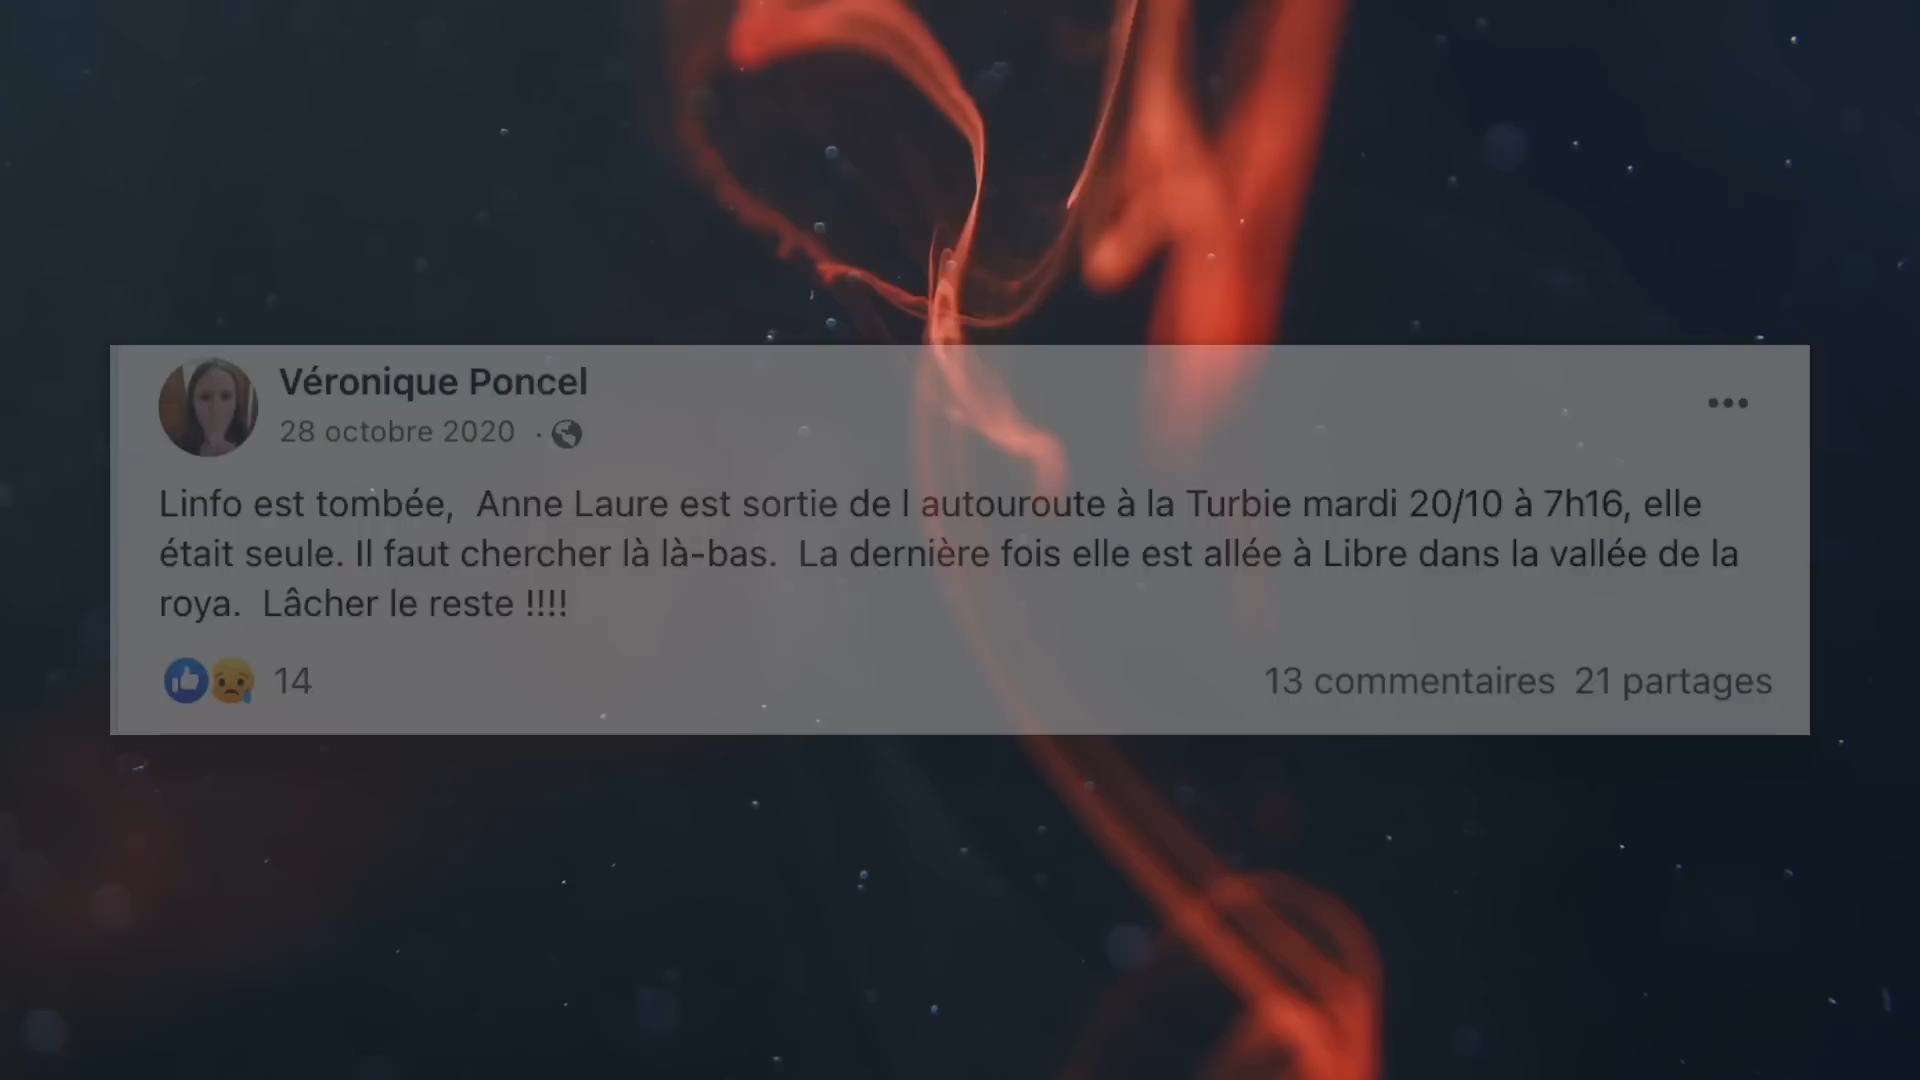 Véronique Poncel
28 octobre 2020 ·
Linfo est tombée,  Anne Laure est sortie de l autouroute à la Turbie mardi 20/10 à 7h16, elle
était seule. Il faut chercher là là-bas.  La dernière fois elle est allée à Libre dans la vallée de la
roya.  Lâcher le reste !!!!
14
13 commentaires  21 partages